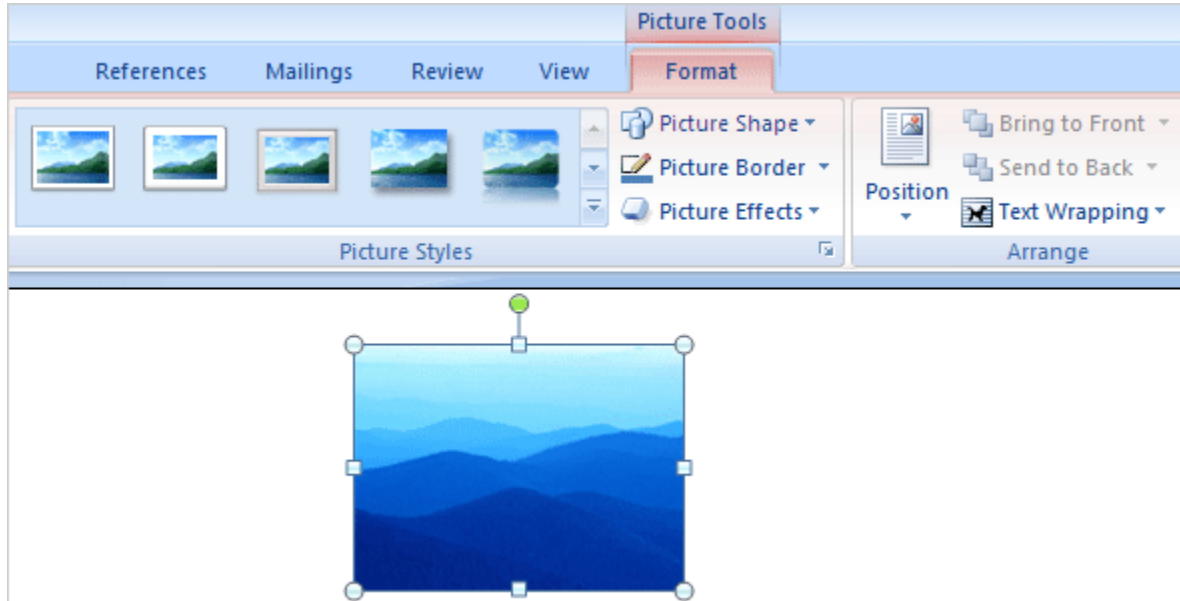 Picture Tools
References Mailings Review View Format
Picture Shape Bring to Front
Picture Border Send to Back
Position
Picture Effects Text Wrapping
Picture Styles Arrange